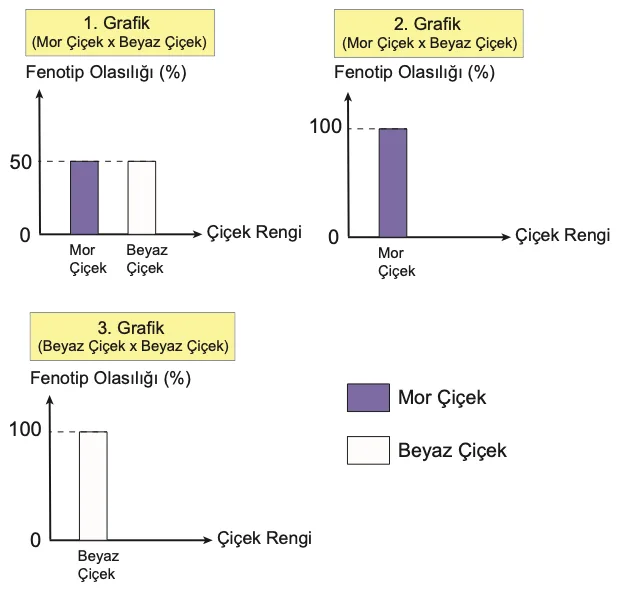 1. Grafik
(Mor Çiçek x Beyaz Çiçek)
Fenotip Olasılığı (%)
50
0
Mor
Çiçek
Beyaz
Çiçek
Çiçek Rengi
2. Grafik
(Mor Çiçek x Beyaz Çiçek)
Fenotip Olasılığı (%)
100
0
Mor
Çiçek
Çiçek Rengi
3. Grafik
(Beyaz Çiçek x Beyaz Çiçek)
Fenotip Olasılığı (%)
100
0
Beyaz
Çiçek
Çiçek Rengi
Mor Çiçek
Beyaz Çiçek